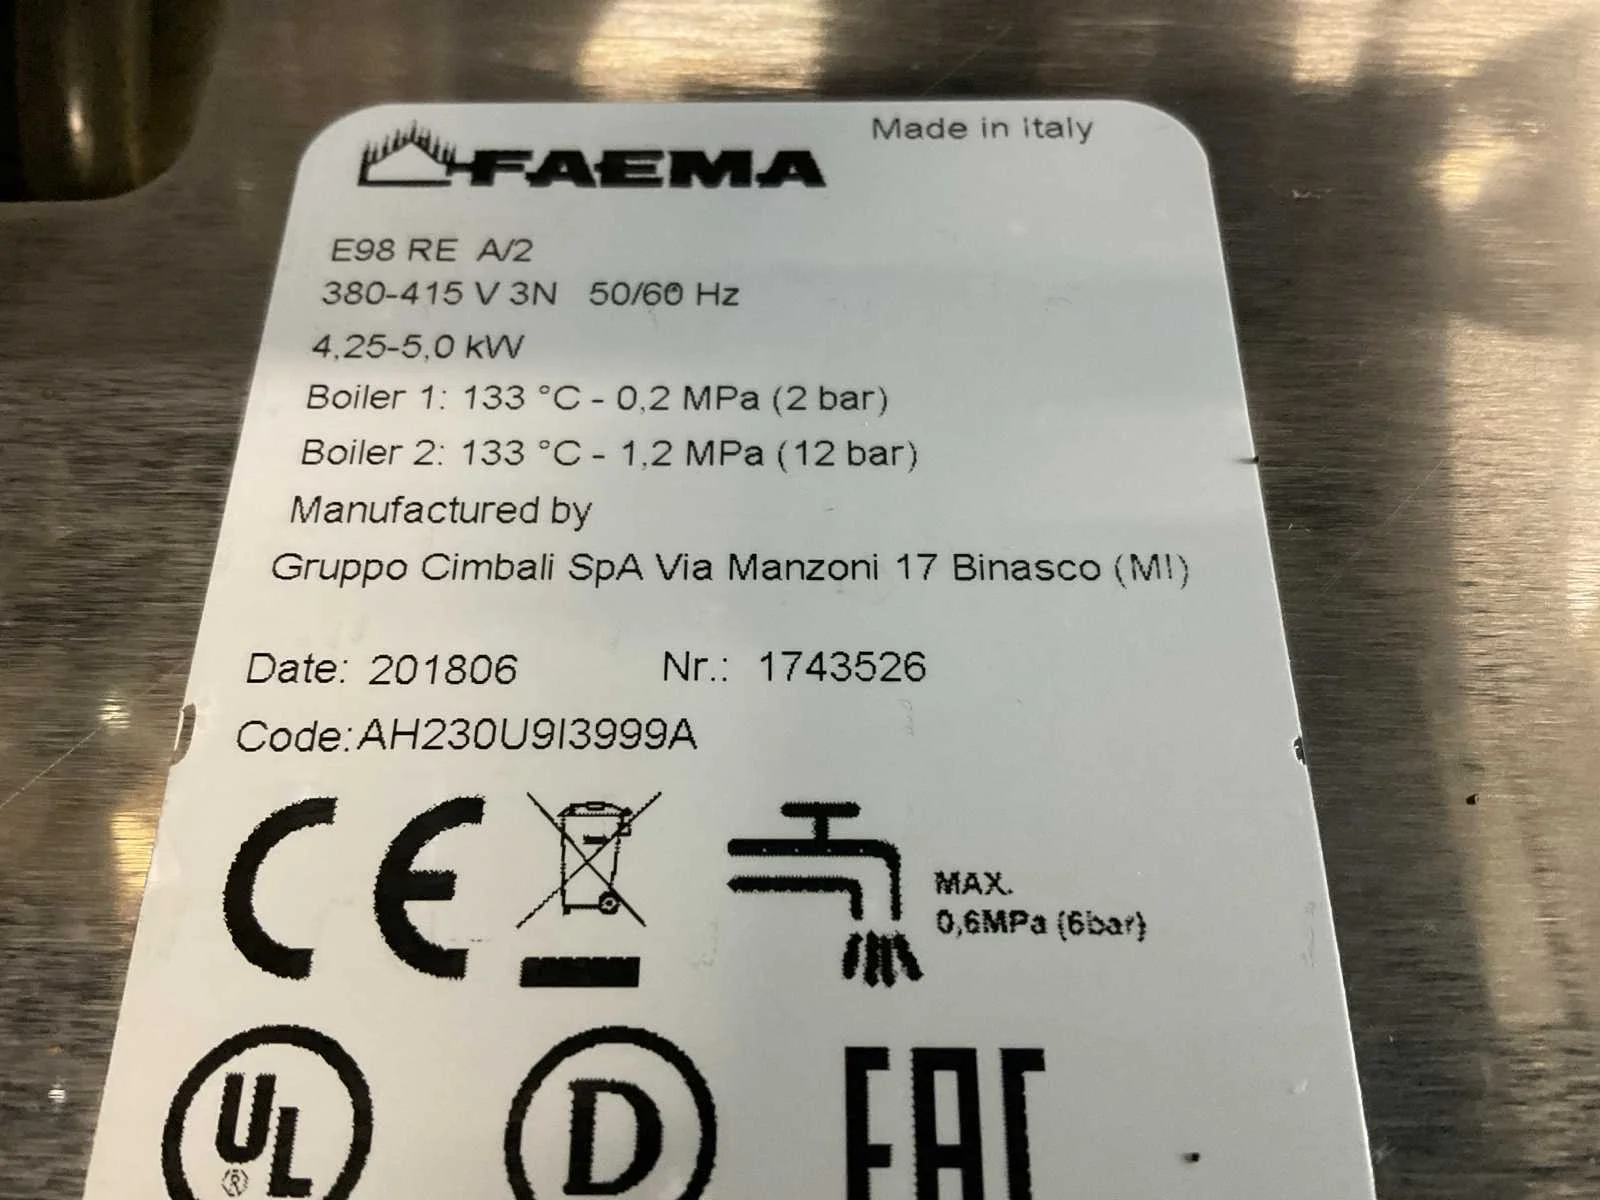 FAEMA
Made in Italy
E98 RE A/2
380-415 V 3N 50/60 Hz
4,25-5,0 kW
Boiler 1: 133 °C - 0,2 MPa (2 bar)
Boiler 2: 133 °C - 1,2 MPa (12 bar)
Manufactured by
Gruppo Cimbali SpA Via Manzoni 17 Binasco (MI)
Date: 201806 Nr.: 1743526
Code: AH230U9I3999A
CE
MAX.
0,6MPa (6bar)
UL ® D EAC